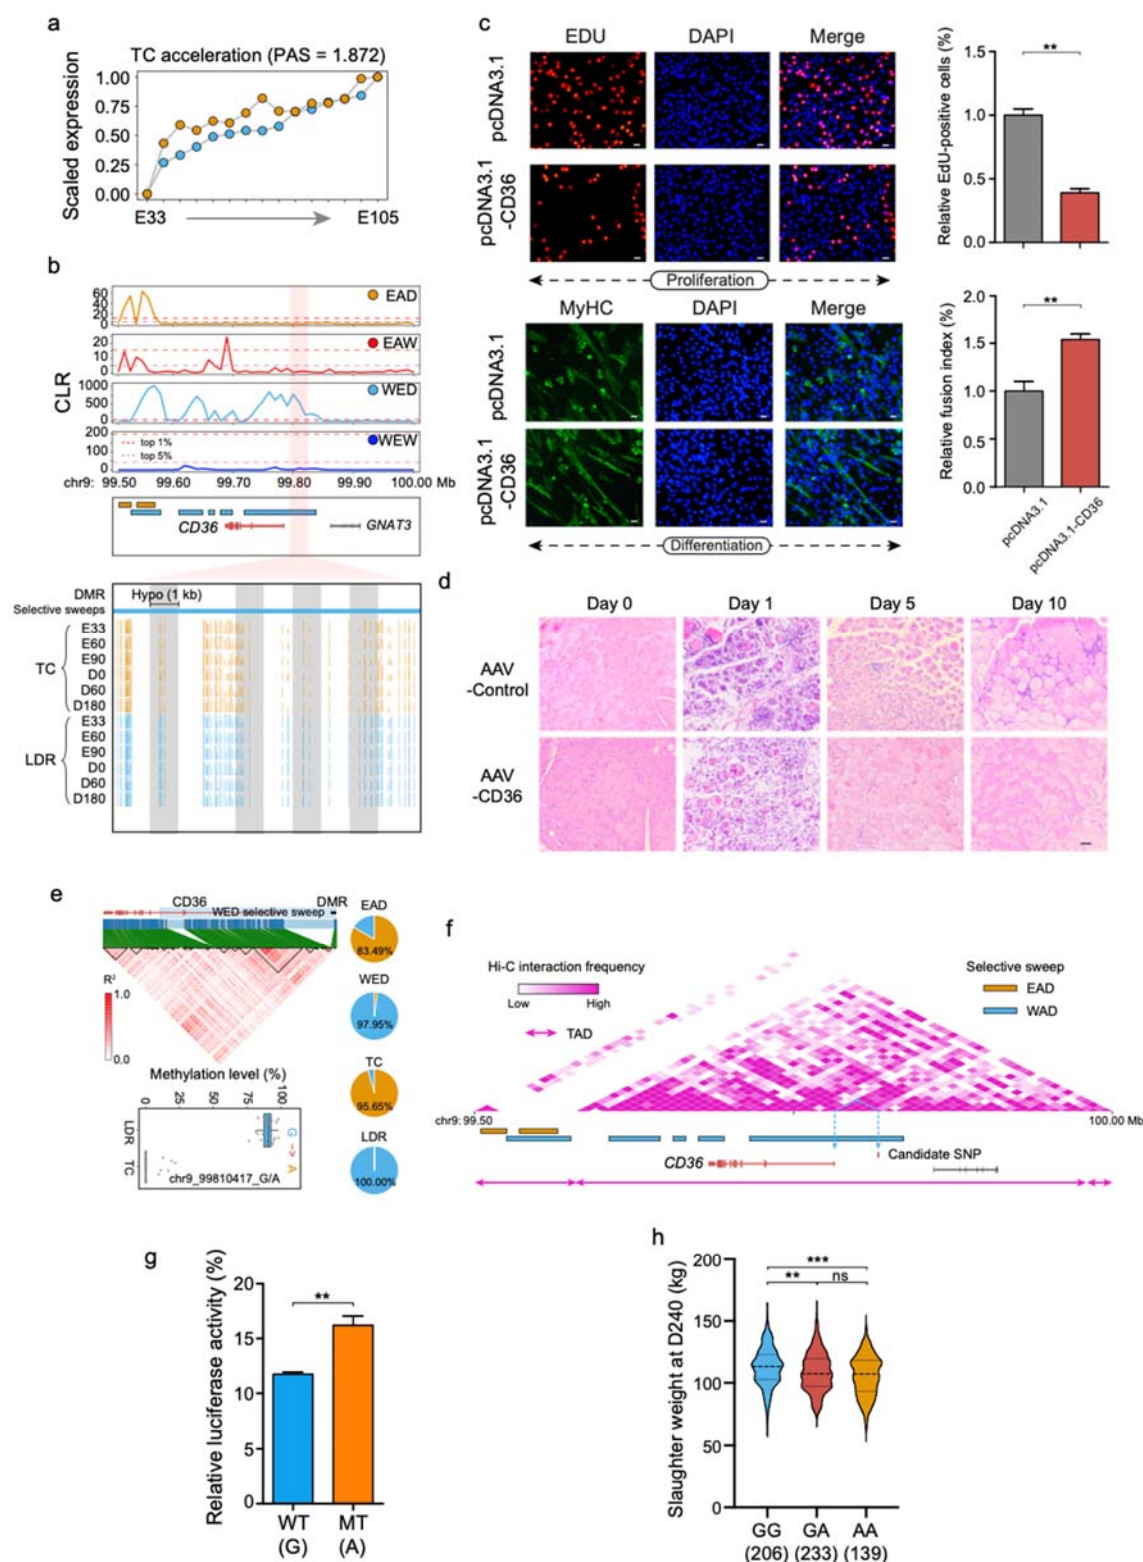 a
TC acceleration (PAS = 1.872)
Scaled expression
1.00
0.75
0.50
0.25
0.00
E33
E105
b
CLR
60
40
20
0
EAD
20
10
0
EAW
1000
500
0
WED
200
100
0
WEW
top 1%
top 5%
chr9: 99.50 99.60 99.70 99.80 99.90 100.00 Mb
CD36
GNAT3
DMR
Hypo (1 kb)
Selective sweeps
TC
E33
E60
E90
D0
D60
D180
LDR
E33
E60
E90
D0
D60
D180
c
EDU DAPI Merge
pcDNA3.1
pcDNA3.1
-CD36
Proliferation
MyHC DAPI Merge
pcDNA3.1
pcDNA3.1
-CD36
Differentiation
Relative EdU-positive cells (%)
1.5
1.0
0.5
0.0
**
Relative fusion index (%)
2.0
1.5
1.0
0.5
0.0
**
pcDNA3.1
pcDNA3.1-CD36
d
Day 0 Day 1 Day 5 Day 10
AAV
-Control
AAV
-CD36
e
CD36
WED selective sweep
DMR
R²
1.0
0.0
Methylation level (%)
0 25 50 75 100
LDR
TC
G -> A
chr9_99810417_G/A
EAD
83.49%
WED
97.95%
TC
95.65%
LDR
100.00%
f
Hi-C interaction frequency
Low High
TAD
Selective sweep
EAD
WAD
chr9: 99.50
100.00 Mb
CD36
Candidate SNP
g
Relative luciferase activity (%)
20
15
10
5
0
**
WT
(G)
MT
(A)
h
Slaughter weight at D240 (kg)
200
150
100
50
0
***
** ns
GG GA AA
(206) (233) (139)